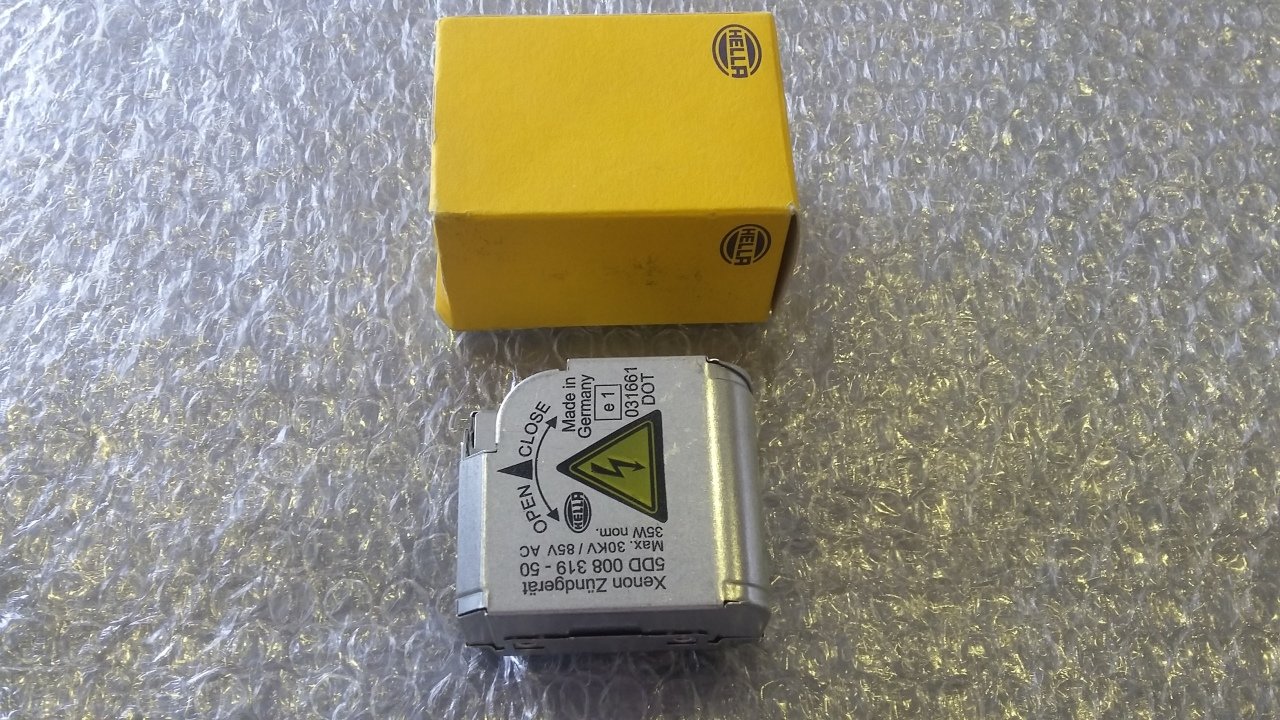 HELLA
HELLA
Made in
Germany
e 1
031661
DOT
OPEN
CLOSE
HELLA
Xenon Zündgerät
5DD 008 319 - 50
Max. 30KV / 85V AC
35W nom.